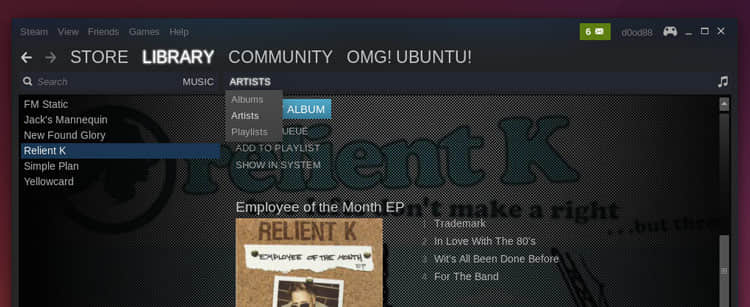 Steam View Friends Games Help
6
d0od88
STORE LIBRARY COMMUNITY OMG! UBUNTU!
Search
MUSIC
ARTISTS
FM Static
Jack's Mannequin
New Found Glory
Relient K
Simple Plan
Yellowcard
Albums
Artists
Playlists
ALBUM
UEUE
ADD TO PLAYLIST
SHOW IN SYSTEM
relient K
n't make a right
...but three
Employee of the Month EP
RELIENT K
EMPLOYEE OF THE MONTH
EP
1 Trademark
2 In Love With The 80's
3 Wit's All Been Done Before
4 For The Band